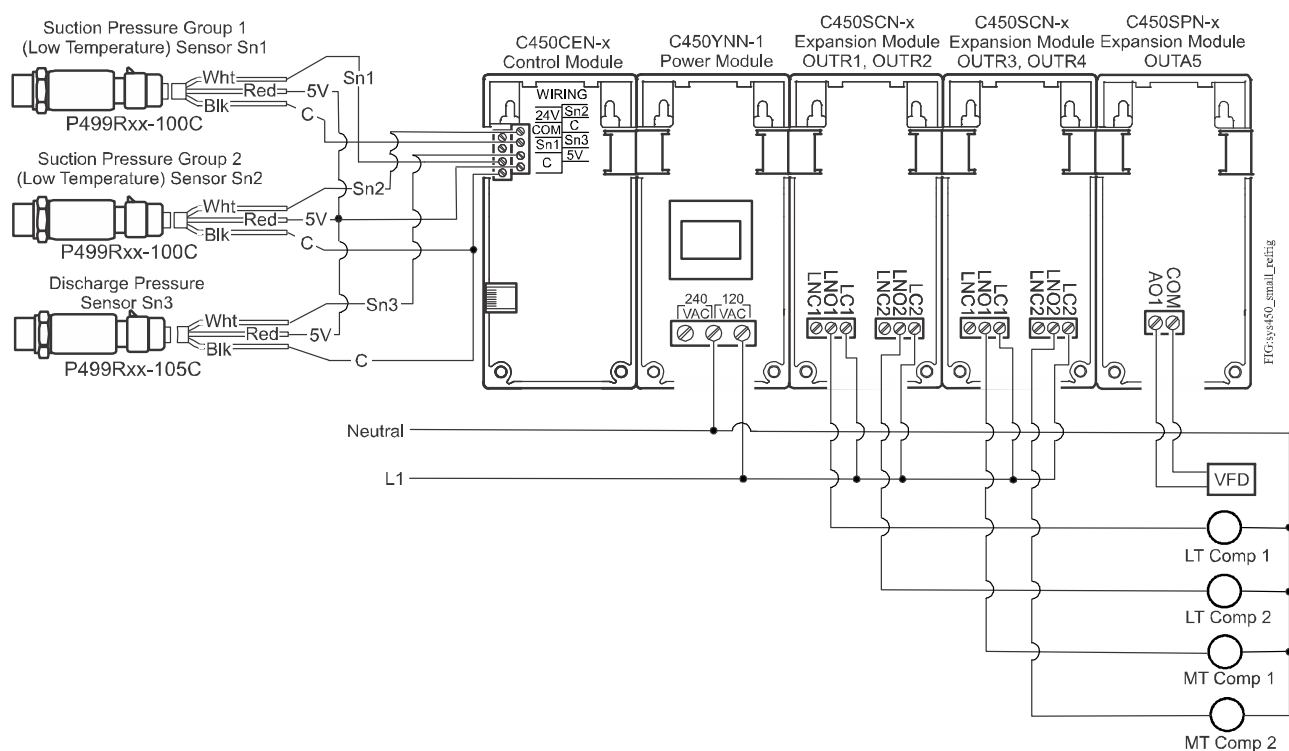 Suction Pressure Group 1
(Low Temperature) Sensor Sn1
Wht
Red
Blk
Sn1
5V
C
P499Rxx-100C
Suction Pressure Group 2
(Low Temperature) Sensor Sn2
Wht
Red
Blk
Sn2
5V
C
P499Rxx-100C
Discharge Pressure
Sensor Sn3
Wht
Red
Blk
Sn3
5V
C
P499Rxx-105C
C450CEN-x
Control Module
WIRING
24V Sn2
COM C
Sn1 Sn3
C 5V
C450YNN-1
Power Module
240 120
VAC VAC
C450SCN-x
Expansion Module
OUTR1, OUTR2
LNC1
LNO1
LC1
LNC2
LNO2
LC2
C450SCN-x
Expansion Module
OUTR3, OUTR4
LNC1
LNO1
LC1
LNC2
LNO2
LC2
C450SPN-x
Expansion Module
OUTA5
AO1
COM
FIG:sys450_small_refrig
Neutral
L1
VFD
LT Comp 1
LT Comp 2
MT Comp 1
MT Comp 2